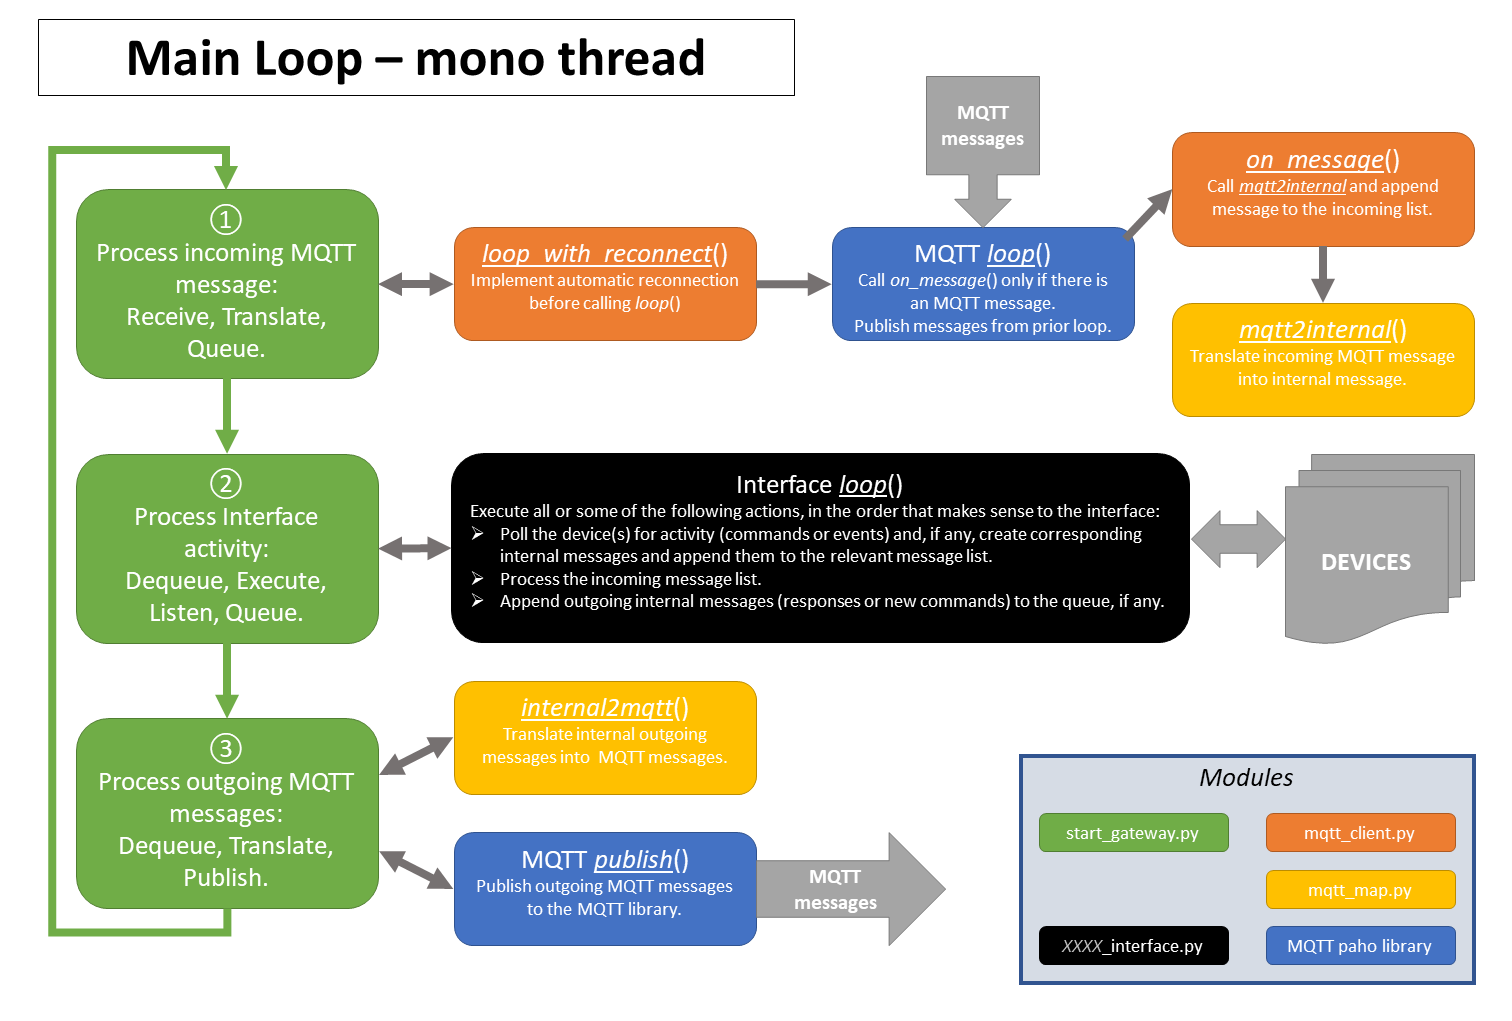 Main Loop – mono thread
MQTT
messages
①
Process incoming MQTT
message:
Receive, Translate,
Queue.
loop_with_reconnect()
Implement automatic reconnection
before calling loop()
MQTT loop()
Call on_message() only if there is
an MQTT message.
Publish messages from prior loop.
on_message()
Call mqtt2internal and append
message to the incoming list.
mqtt2internal()
Translate incoming MQTT message
into internal message.
②
Process Interface
activity:
Dequeue, Execute,
Listen, Queue.
Interface loop()
Execute all or some of the following actions, in the order that makes sense to the interface:
➢ Poll the device(s) for activity (commands or events) and, if any, create corresponding
internal messages and append them to the relevant message list.
➢ Process the incoming message list.
➢ Append outgoing internal messages (responses or new commands) to the queue, if any.
DEVICES
③
Process outgoing MQTT
messages:
Dequeue, Translate,
Publish.
internal2mqtt()
Translate internal outgoing
messages into MQTT messages.
MQTT publish()
Publish outgoing MQTT messages
to the MQTT library.
MQTT
messages
Modules
start_gateway.py
mqtt_client.py
mqtt_map.py
XXXX_interface.py
MQTT paho library